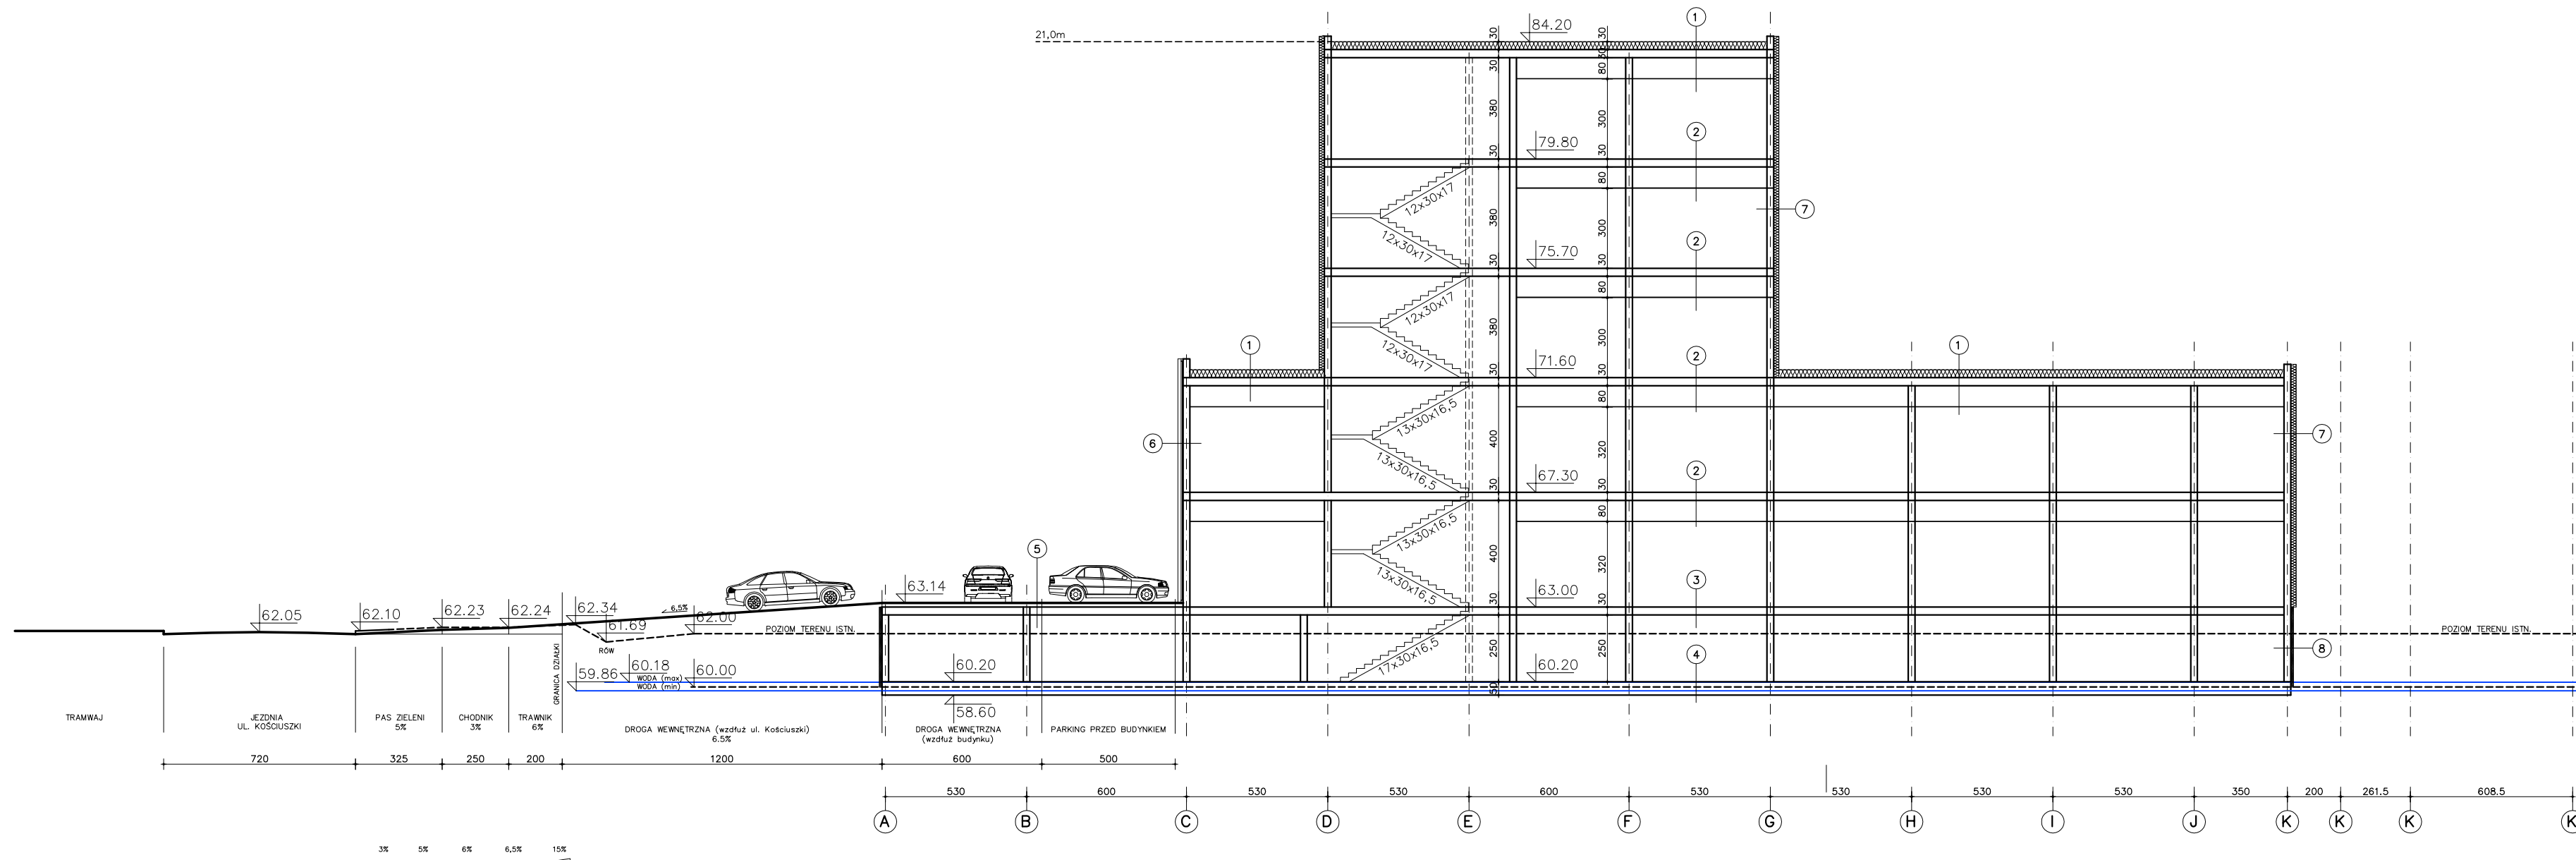 21,0m
84.20
1
30
30
30
30
80
380
300
2
79.80
30
30
80
12x30x17
7
380
300
12x30x17
2
75.70
30
30
80
12x30x17
380
300
12x30x17
1
1
2
71.60
30
30
80
13x30x16,5
6
7
400
320
13x30x16,5
2
67.30
30
30
80
13x30x16,5
5
400
320
13x30x16,5
3
63.14
63.00
30
30
62.05
62.10
62.23
62.24
62.34
6.5%
61.69
62.00
POZIOM TERENU ISTN.
POZIOM TERENU ISTN.
RÓW
GRANICA DZIAŁKI
250
250
17x30x16,5
4
8
59.86
60.18
60.00
WODA (max)
WODA (min)
60.20
60.20
50
58.60
TRAMWAJ
JEZDNIA
UL. KOŚCIUSZKI
PAS ZIELENI
5%
CHODNIK
3%
TRAWNIK
6%
DROGA WEWNĘTRZNA (wzdłuż ul. Kościuszki)
6.5%
DROGA WEWNĘTRZNA
(wzdłuż budynku)
PARKING PRZED BUDYNKIEM
720 325 250 200 1200 600 500
530 600 530 530 600 530 530 530 530 350 200 261.5 608.5
A B C D E F G H I J K K K K
3% 5% 6% 6,5% 15%